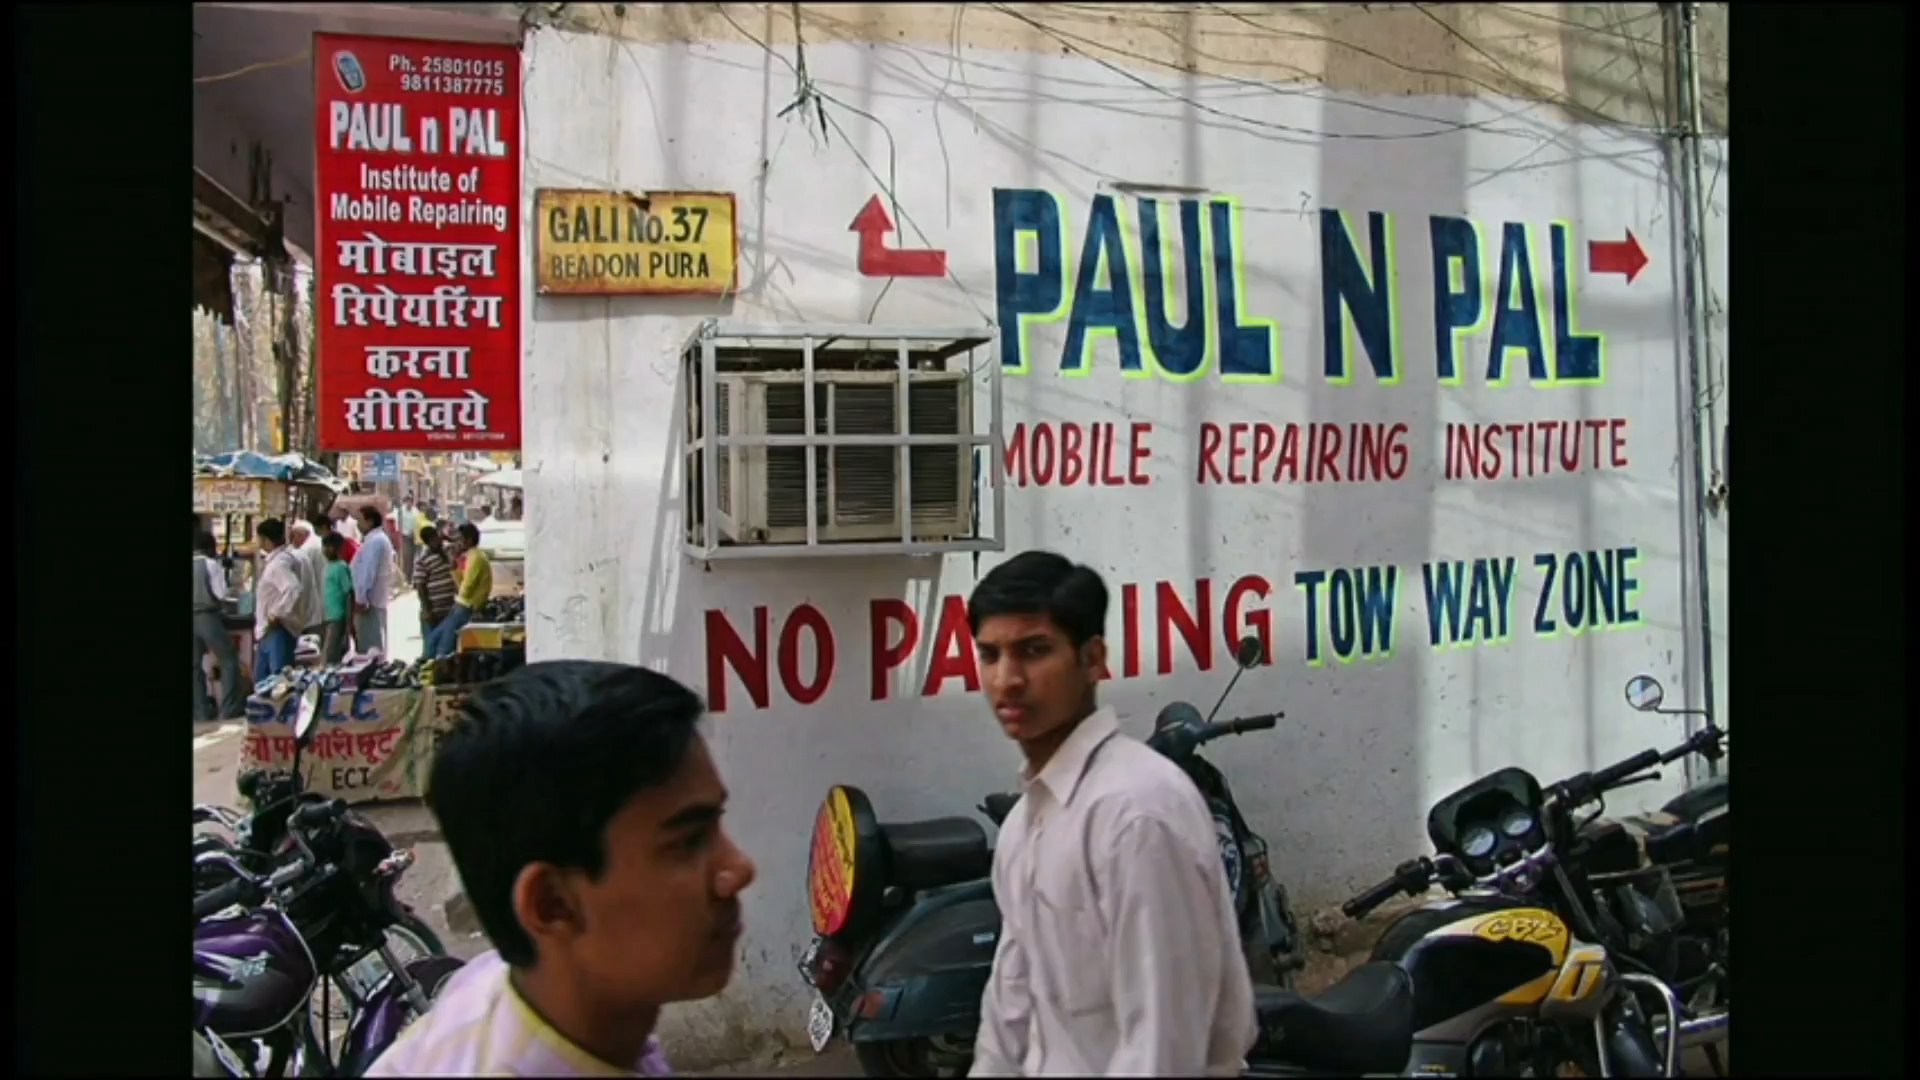 Ph. 25801015
9811387775
PAUL n PAL
Institute of
Mobile Repairing
मोबाइल
रिपेयरिंग
करना
सीखिये
GALI No.37
BEADON PURA
PAUL N PAL
MOBILE REPAIRING INSTITUTE
NO PA ING TOW WAY ZONE
SALE
भारी छूट
ECT.
CBZ